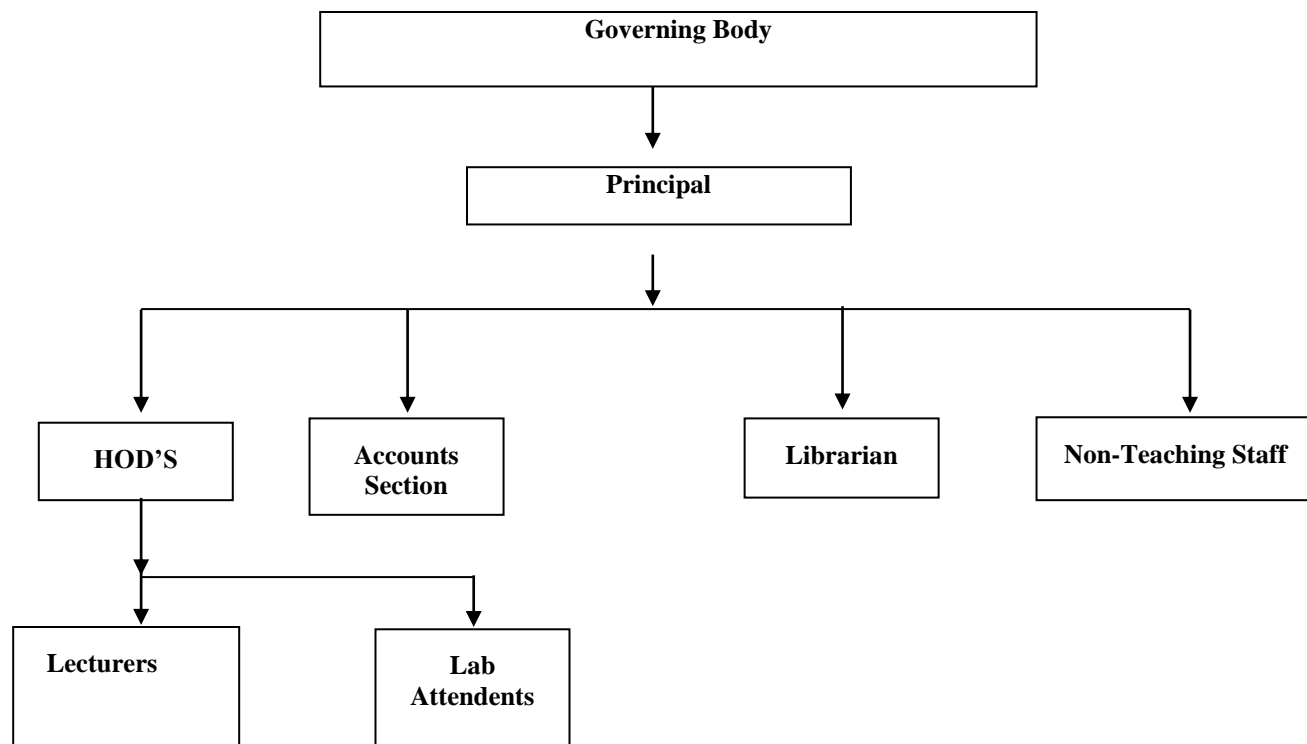 Governing Body
Principal
HOD’S
Accounts
Section
Librarian
Non-Teaching Staff
Lecturers
Lab
Attendents